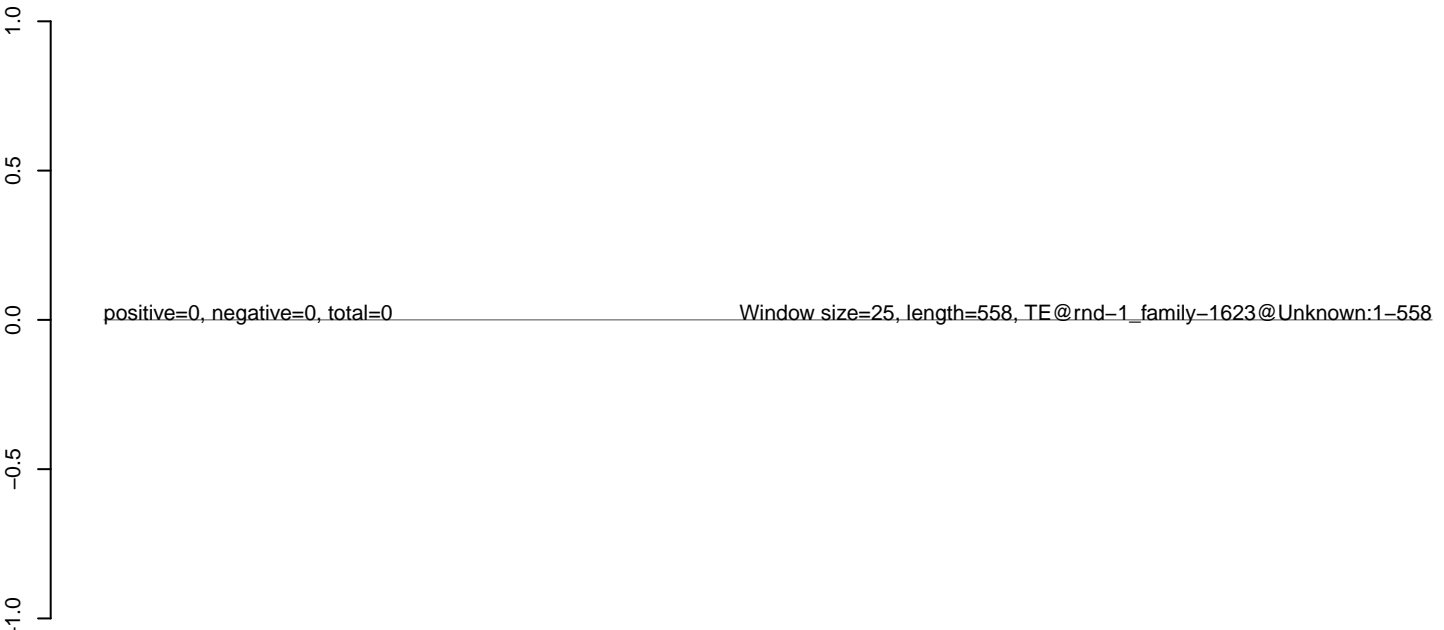 1.0
0.5
0.0
−0.5
−1.0
positive=0, negative=0, total=0
Window size=25, length=558, TE@rnd−1_family−1623@Unknown:1−558